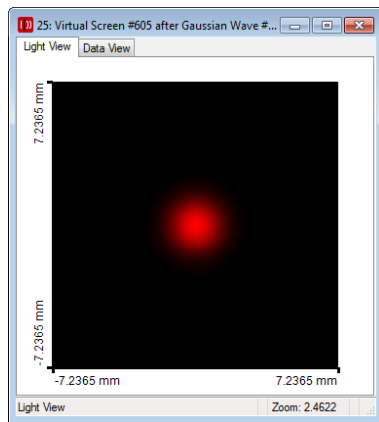 25: Virtual Screen #605 after Gaussian Wave #...
Light View Data View
7.2365 mm
-7.2365 mm
-7.2365 mm 7.2365 mm
Light View Zoom: 2.4622